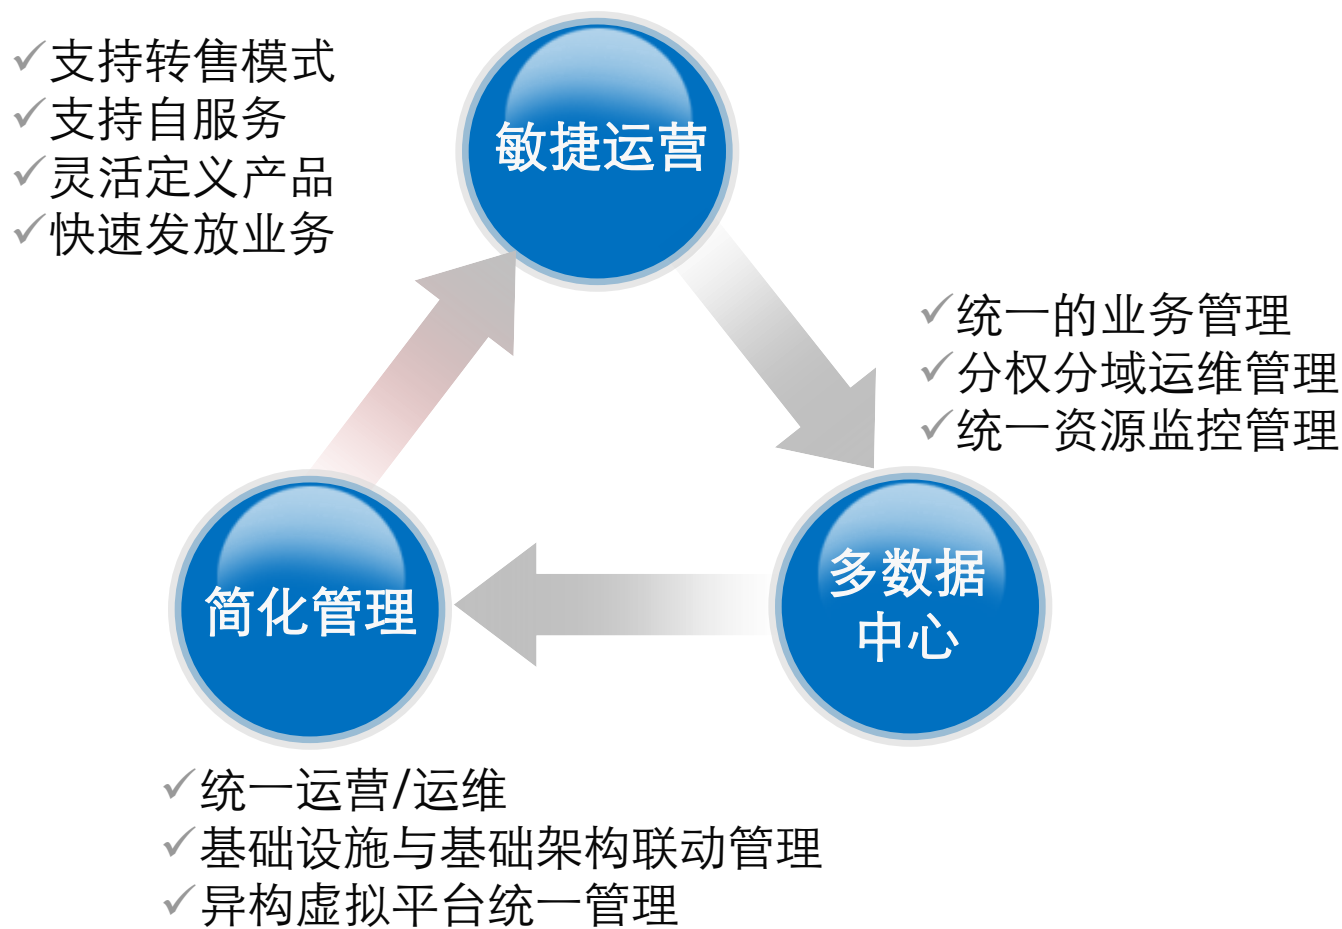 ✓支持转售模式
✓支持自服务
✓灵活定义产品
✓快速发放业务
敏捷运营
✓统一的业务管理
✓分权分域运维管理
✓统一资源监控管理
多数据
中心
简化管理
✓统一运营/运维
✓基础设施与基础架构联动管理
✓异构虚拟平台统一管理